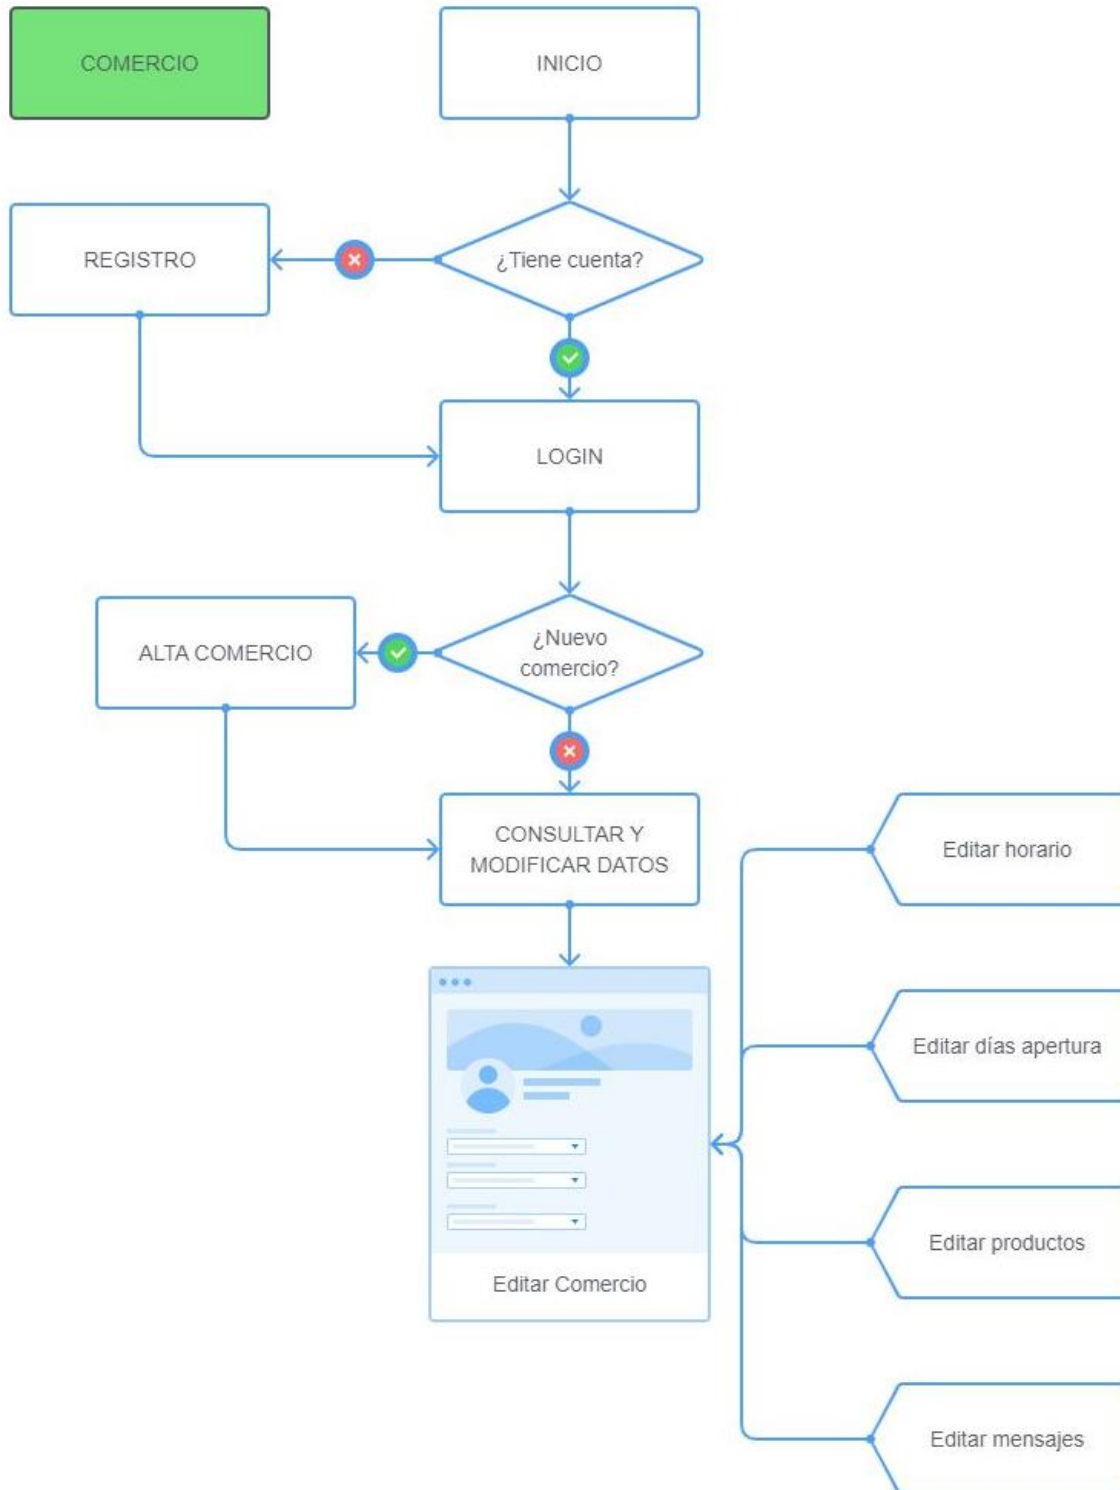 COMERCIO
INICIO
REGISTRO
¿Tiene cuenta?
LOGIN
ALTA COMERCIO
¿Nuevo
comercio?
CONSULTAR Y
MODIFICAR DATOS
Editar horario
Editar días apertura
Editar productos
Editar Comercio
Editar mensajes